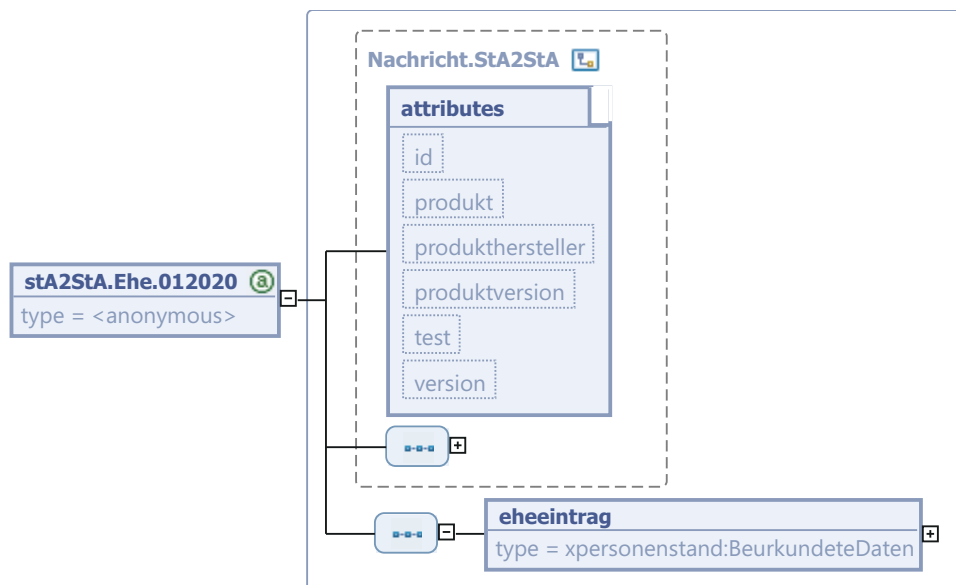 Nachricht.StA2StA
attributes
id
produkt
produkthersteller
produktversion
test
version
stA2StA.Ehe.012020 a
type = <anonymous>
eheeintrag
type = xpersonenstand:BeurkundeteDaten